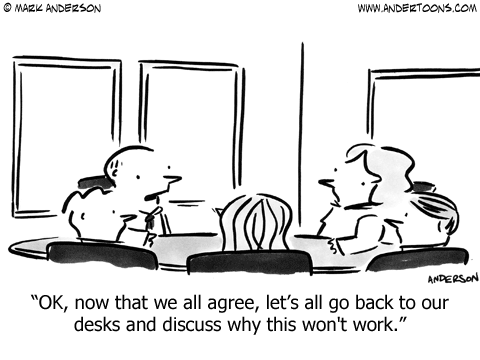 © MARK ANDERSON
WWW.ANDERTOONS.COM
ANDERSON
“OK, now that we all agree, let’s all go back to our
desks and discuss why this won't work.”